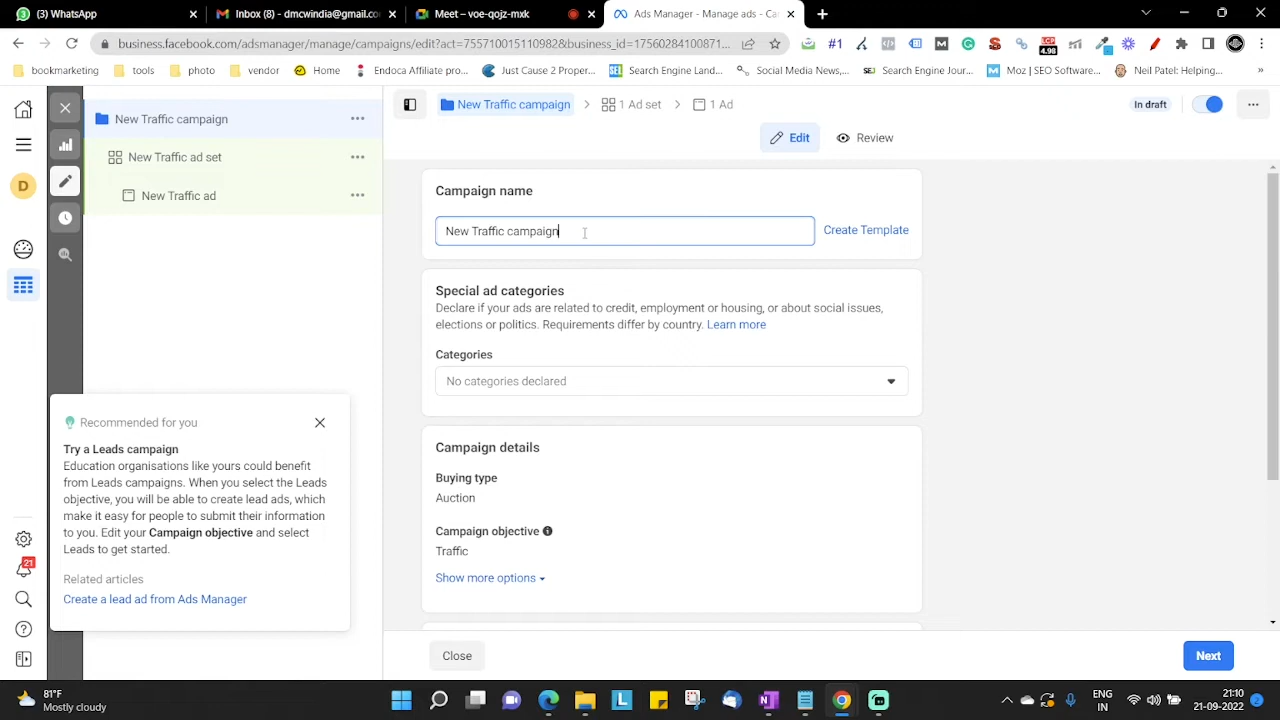 (3) WhatsApp
Inbox (8) - dmcwindia@gmail.co
Meet – voe-qojz-mxk
Ads Manager - Manage ads - Ca
business.facebook.com/adsmanager/manage/campaigns/edit?act=755710015110982&business_id=17560284100871...
#1
CCP
4.98
bookmarketing
tools
photo
vendor
Home
Endoca Affiliate pro...
Just Cause 2 Proper...
Search Engine Land...
Social Media News,...
Search Engine Jour...
Moz | SEO Software...
Neil Patel: Helping...
»
New Traffic campaign
New Traffic ad set
New Traffic ad
D
21
New Traffic campaign
1 Ad set
1 Ad
In draft
Edit
Review
Campaign name
New Traffic campaign
Create Template
Special ad categories
Declare if your ads are related to credit, employment or housing, or about social issues,
elections or politics. Requirements differ by country. Learn more
Categories
No categories declared
Campaign details
Buying type
Auction
Campaign objective
Traffic
Show more options
Recommended for you
Try a Leads campaign
Education organisations like yours could benefit
from Leads campaigns. When you select the Leads
objective, you will be able to create lead ads, which
make it easy for people to submit their information
to you. Edit your Campaign objective and select
Leads to get started.
Related articles
Create a lead ad from Ads Manager
Close
Next
81°F
Mostly cloudy
ENG
IN
21:10
21-09-2022
2